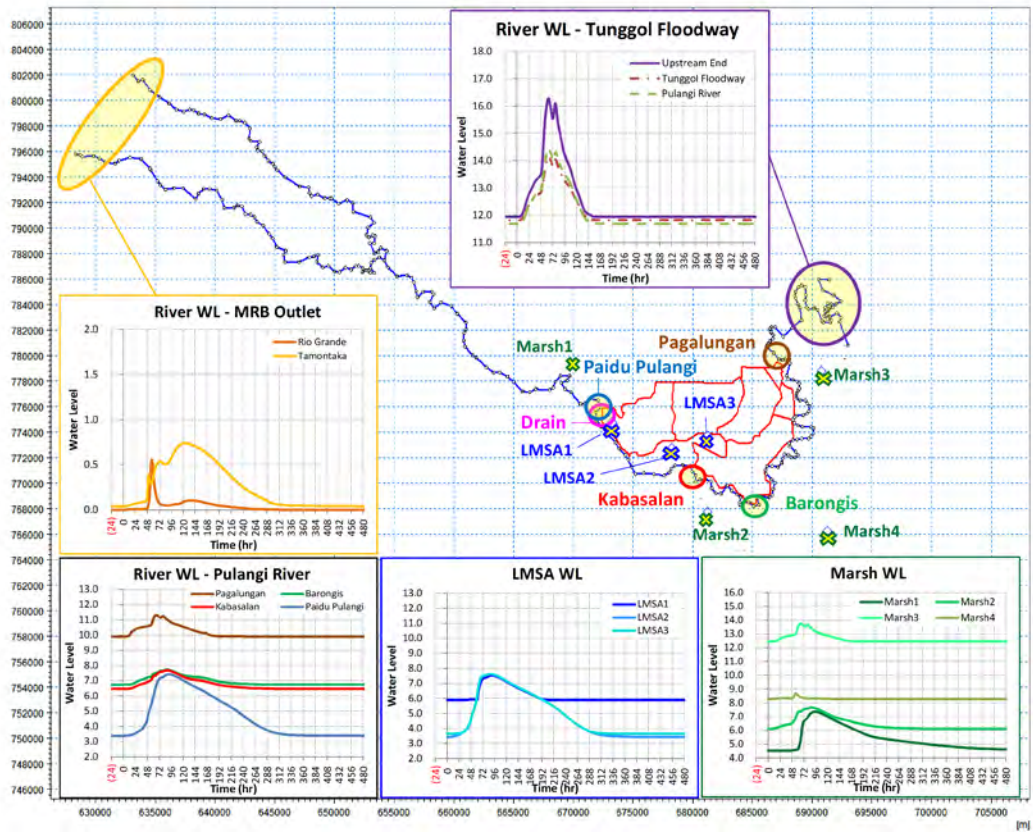 806000
804000
802000
800000
798000
796000
794000
792000
790000
788000
786000
784000
782000
780000
778000
776000
774000
772000
770000
768000
766000
764000
762000
760000
758000
756000
754000
752000
750000
748000
746000
630000 635000 640000 645000 650000 655000 660000 665000 670000 675000 680000 685000 690000 695000 700000 705000
[m]
River WL - Tunggol Floodway
Upstream End
Tunggol Floodway
Pulangi River
Water Level
18.0
17.0
16.0
15.0
14.0
13.0
12.0
11.0
(24) 0 24 48 72 96 120 144 168 192 216 240 264 288 312 336 360 384 408 432 456 480
Time (hr)
River WL - MRB Outlet
Rio Grande
Tamontaka
Water Level
2.0
1.5
1.0
0.5
0.0
(24) 0 24 48 72 96 120 144 168 192 216 240 264 288 312 336 360 384 408 432 456 480
Time (hr)
Marsh1
Paidu Pulangi
Drain
LMSA1
LMSA2
LMSA3
Pagalungan
Marsh3
Kabasalan
Barongis
Marsh2
Marsh4
River WL - Pulangi River
Pagalungan Barongis
Kabasalan Paidu Pulangi
Water Level
13.0
12.0
11.0
10.0
9.0
8.0
7.0
6.0
5.0
4.0
3.0
2.0
(24) 0 24 48 72 96 120 144 168 192 216 240 264 288 312 336 360 384 408 432 456 480
Time (hr)
LMSA WL
LMSA1
LMSA2
LMSA3
Water Level
13.0
12.0
11.0
10.0
9.0
8.0
7.0
6.0
5.0
4.0
3.0
2.0
(24) 0 24 48 72 96 120 144 168 192 216 240 264 288 312 336 360 384 408 432 456 480
Time (hr)
Marsh WL
Marsh1 Marsh2
Marsh3 Marsh4
Water Level
16.0
15.0
14.0
13.0
12.0
11.0
10.0
9.0
8.0
7.0
6.0
5.0
4.0
(24) 0 24 48 72 96 120 144 168 192 216 240 264 288 312 336 360 384 408 432 456 480
Time (hr)